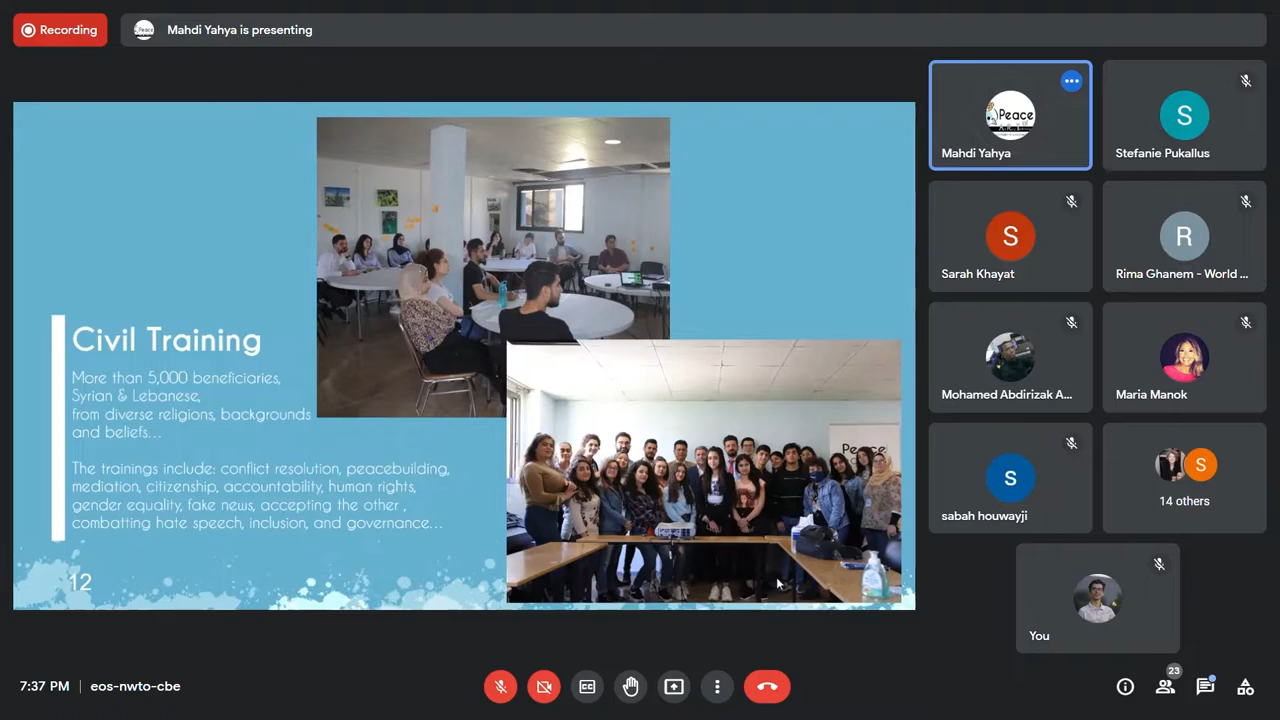 Recording
Mahdi Yahya is presenting
Civil Training
More than 5,000 beneficiaries,
Syrian & Lebanese,
from diverse religions, backgrounds
and beliefs...
The trainings include: conflict resolution, peacebuilding,
mediation, citizenship, accountability, human rights,
gender equality, fake news, accepting the other ,
combatting hate speech, inclusion, and governance...
12
Peace
Peace
Mahdi Yahya
S
Stefanie Pukallus
S
Sarah Khayat
R
Rima Ghanem - World ...
Mohamed Abdirizak A...
Maria Manok
s
sabah houwayji
S
14 others
You
7:37 PM | eos-nwto-cbe
23